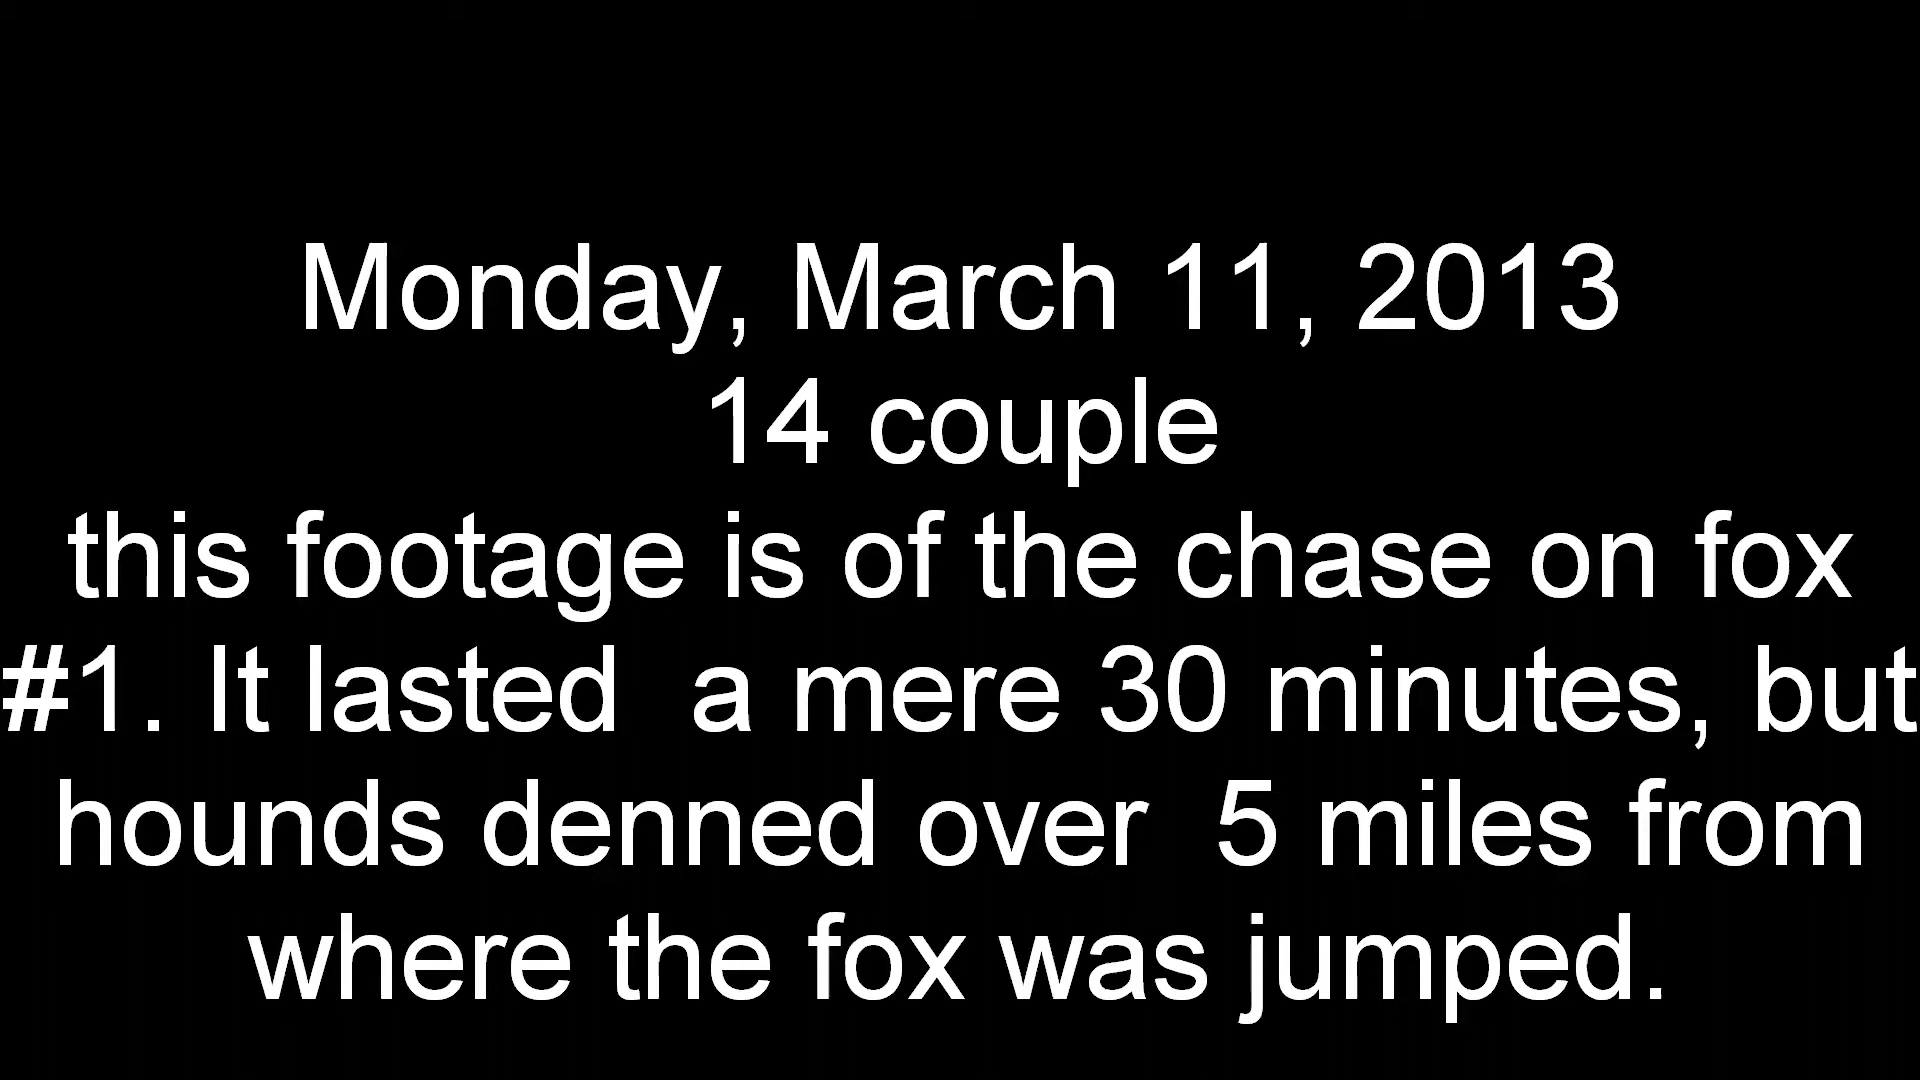 Monday, March 11, 2013
14 couple
this footage is of the chase on fox
#1. It lasted  a mere 30 minutes, but
hounds denned over  5 miles from
where the fox was jumped.